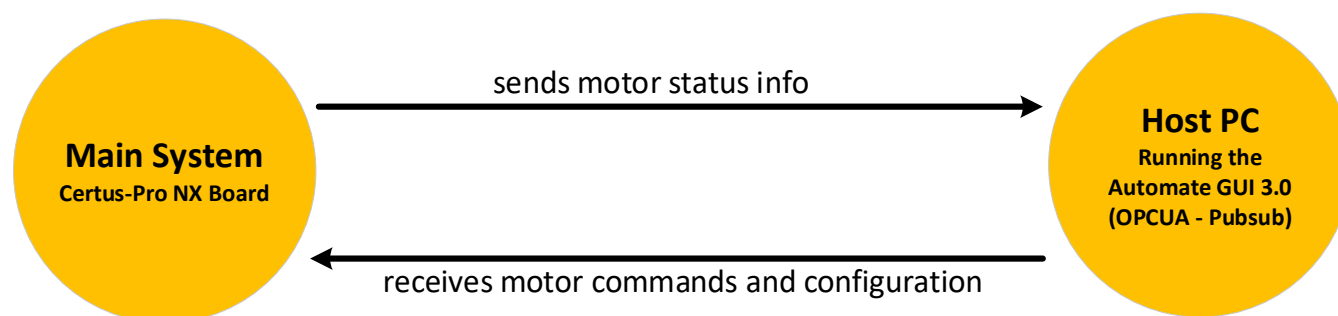 sends motor status info
Main System
Certus-Pro NX Board
Host PC
Running the
Automate GUI 3.0
(OPCUA - Pubsub)
receives motor commands and configuration